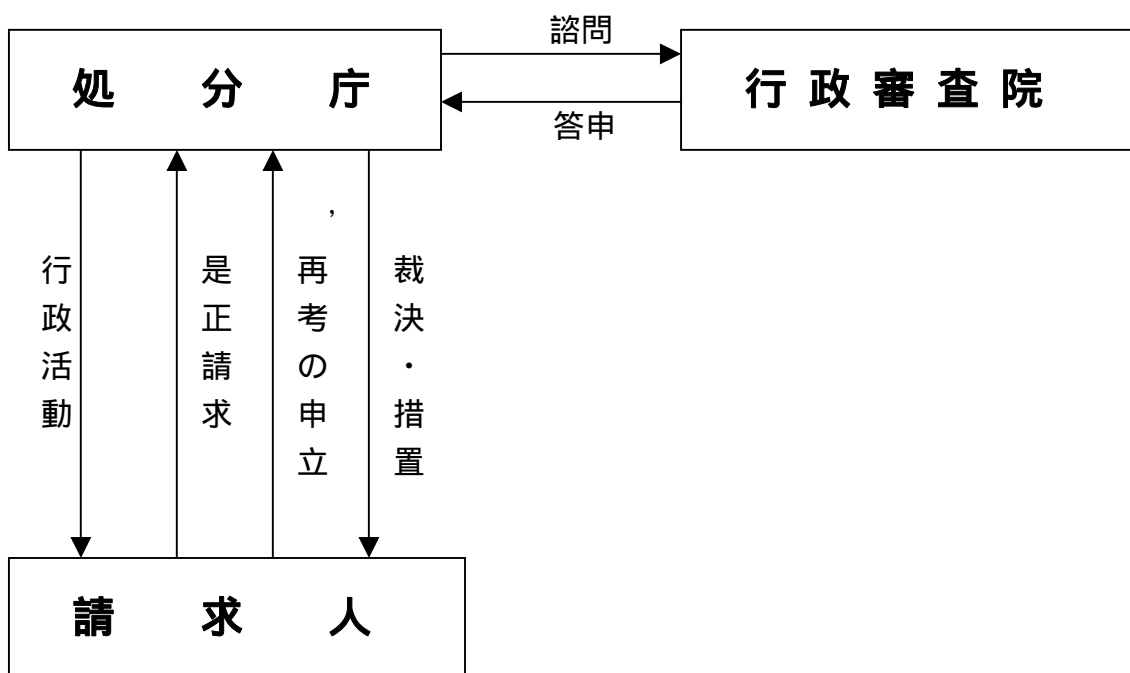 諮問
処分庁
行政審査院
答申
,
行政活動
是正請求
再考の申立
裁決・措置
請求人